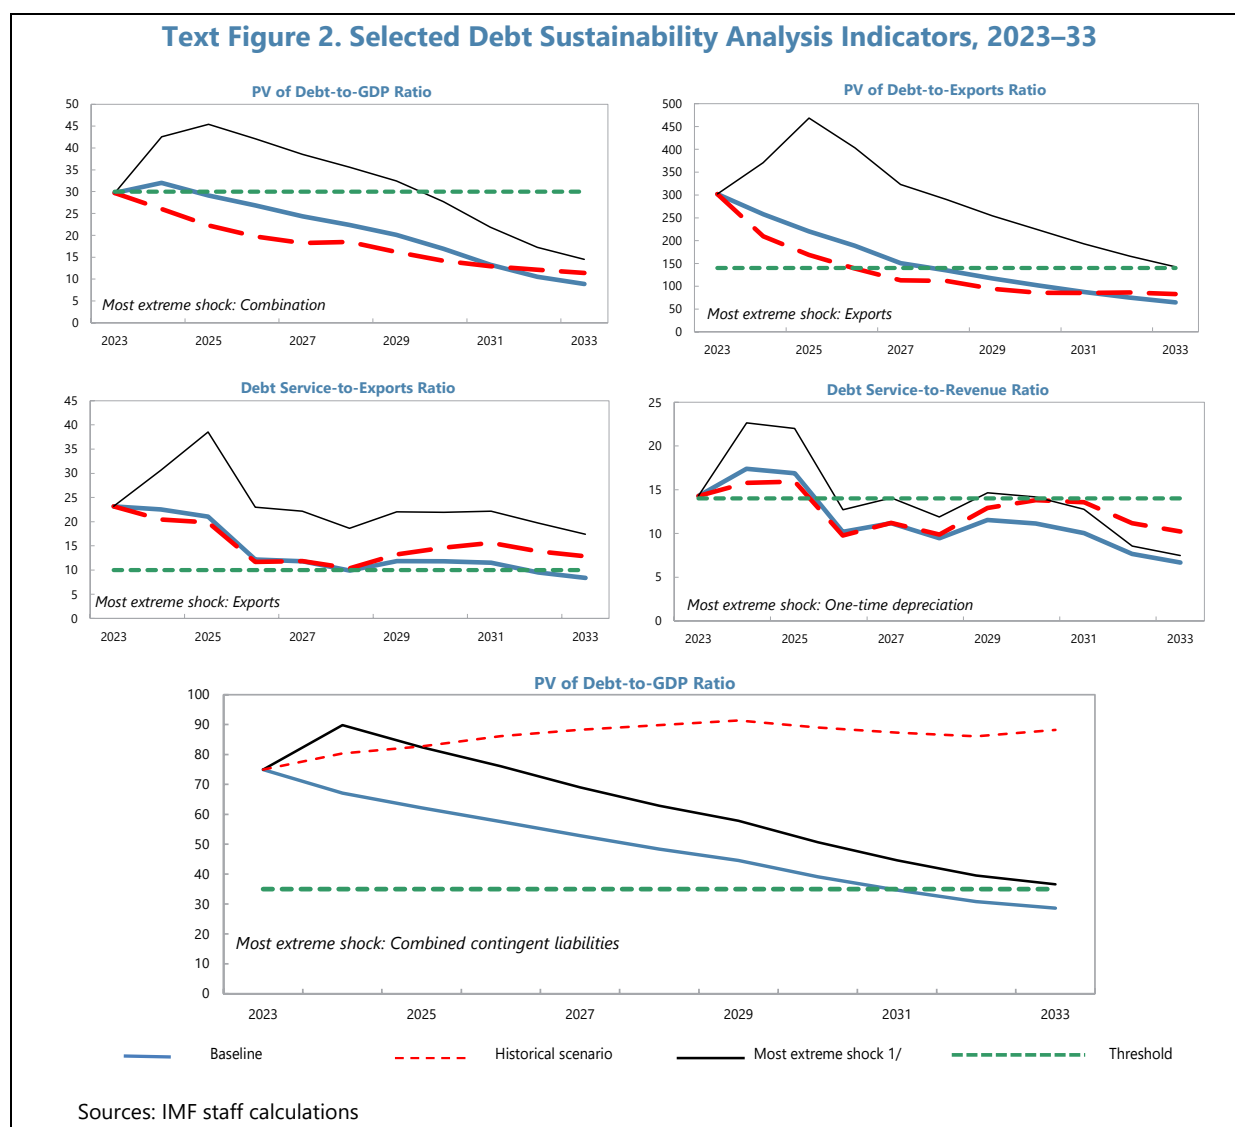 Text Figure 2. Selected Debt Sustainability Analysis Indicators, 2023–33
PV of Debt-to-GDP Ratio
50
45
40
35
30
25
20
15
10
5
0
Most extreme shock: Combination
2023 2025 2027 2029 2031 2033
PV of Debt-to-Exports Ratio
500
450
400
350
300
250
200
150
100
50
0
Most extreme shock: Exports
2023 2025 2027 2029 2031 2033
Debt Service-to-Exports Ratio
45
40
35
30
25
20
15
10
5
0
Most extreme shock: Exports
2023 2025 2027 2029 2031 2033
Debt Service-to-Revenue Ratio
25
20
15
10
5
0
Most extreme shock: One-time depreciation
2023 2025 2027 2029 2031 2033
PV of Debt-to-GDP Ratio
100
90
80
70
60
50
40
30
20
10
0
Most extreme shock: Combined contingent liabilities
2023 2025 2027 2029 2031 2033
Baseline Historical scenario Most extreme shock 1/ Threshold
Sources: IMF staff calculations